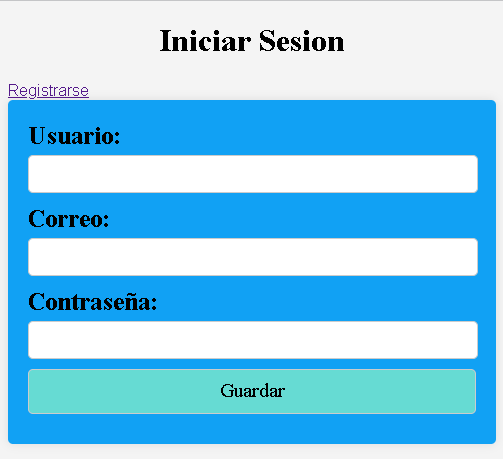 Iniciar Sesion
Registrarse
Usuario:
Correo:
Contraseña:
Guardar